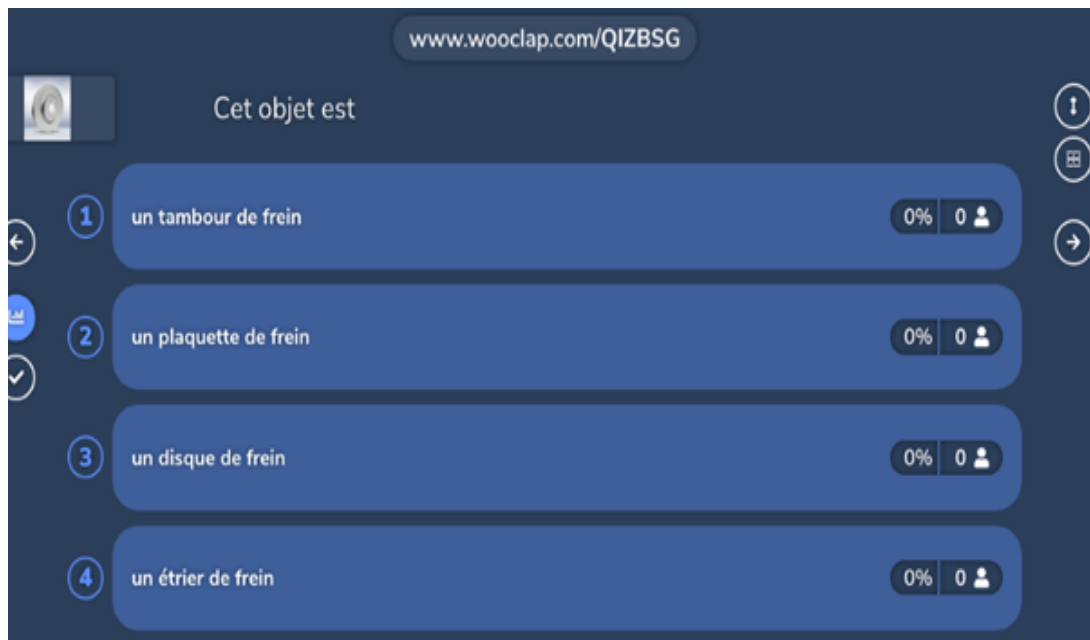 www.wooclap.com/QIZBSG
Cet objet est
1 un tambour de frein 0% 0
2 un plaquette de frein 0% 0
3 un disque de frein 0% 0
4 un étrier de frein 0% 0